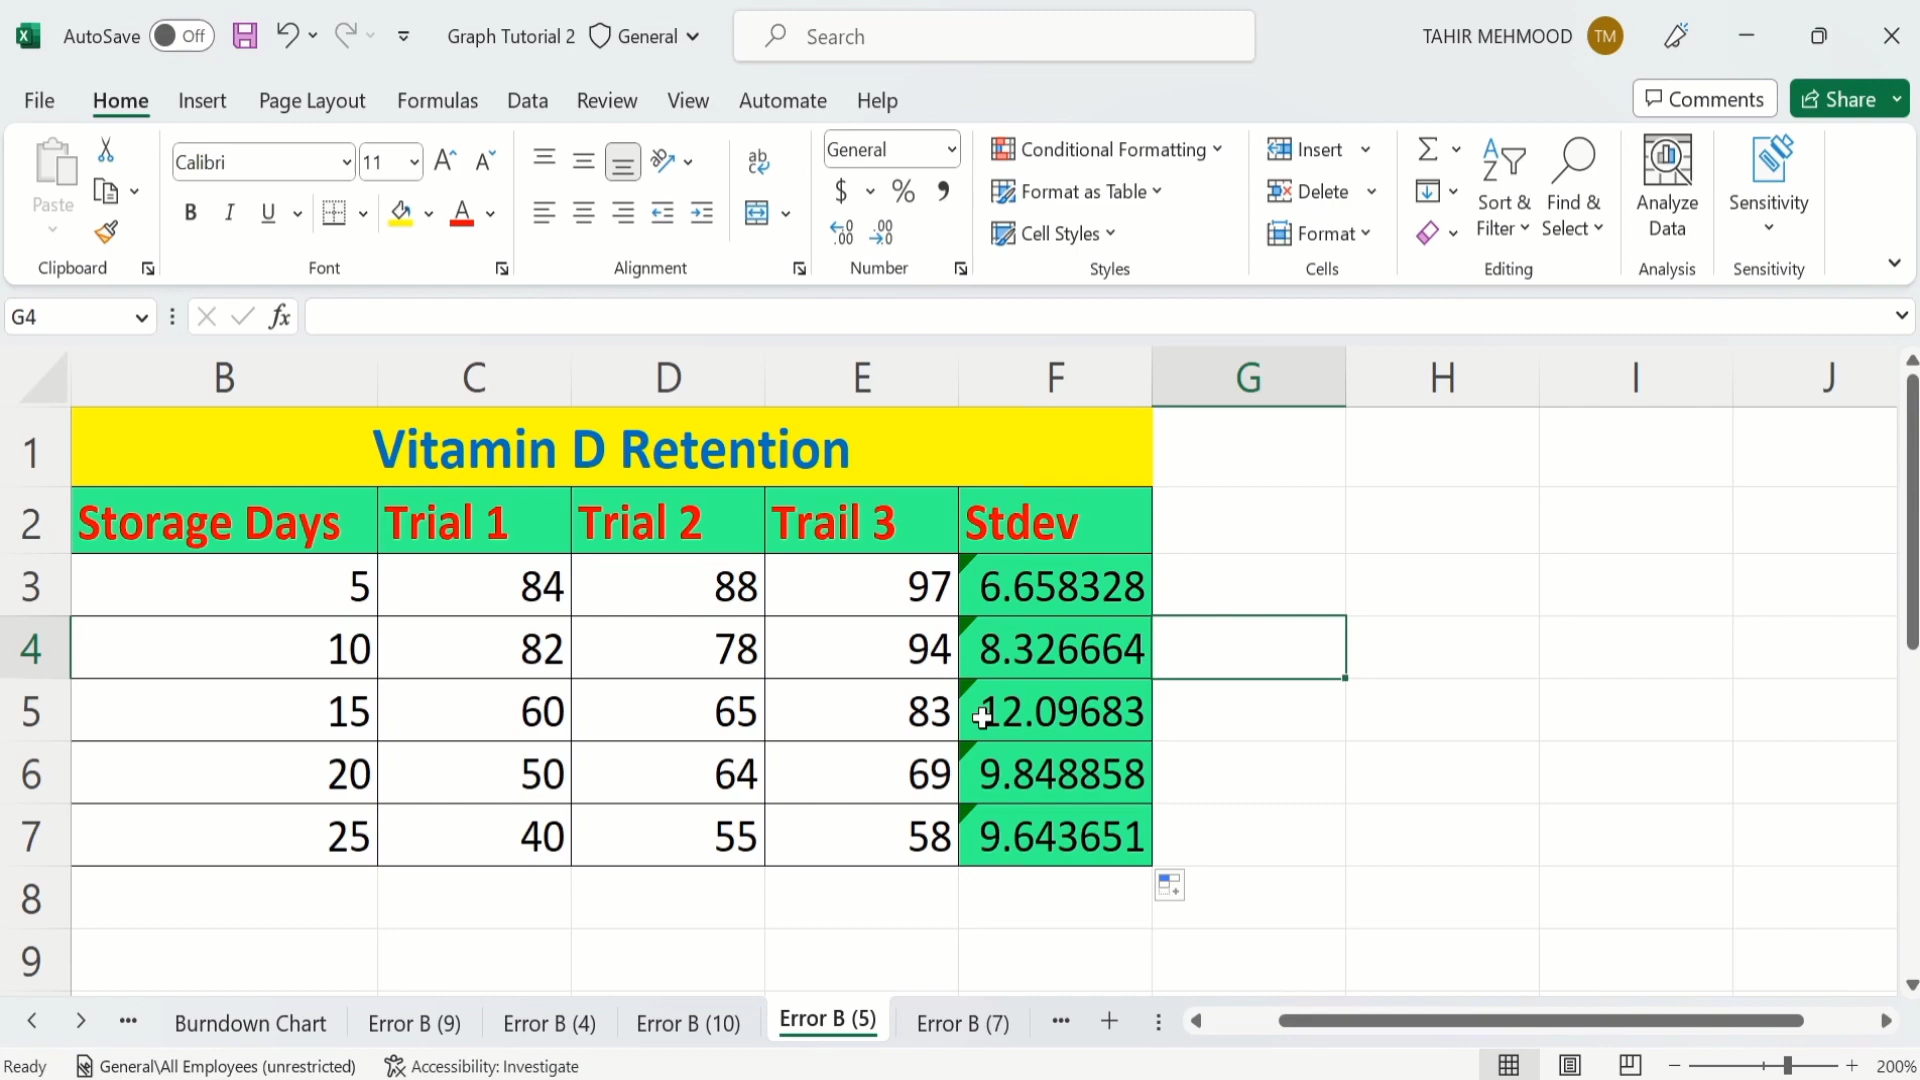 AutoSave Off Graph Tutorial 2 General Search TAHIR MEHMOOD TM
File Home Insert Page Layout Formulas Data Review View Automate Help Comments Share
Paste
Clipboard
Calibri 11
B I U
Font
ab
Alignment
General
$ % ,
.00 .00
Number
Conditional Formatting
Format as Table
Cell Styles
Styles
Insert
Delete
Format
Cells
Sort & Filter
Find & Select
Editing
Analyze Data
Analysis
Sensitivity
Sensitivity
G4 fx
B C D E F G H I J
1 Vitamin D Retention
2 Storage Days Trial 1 Trial 2 Trail 3 Stdev
3 5 84 88 97 6.658328
4 10 82 78 94 8.326664
5 15 60 65 83 12.09683
6 20 50 64 69 9.848858
7 25 40 55 58 9.643651
8
9
Burndown Chart Error B (9) Error B (4) Error B (10) Error B (5) Error B (7)
Ready General\All Employees (unrestricted) Accessibility: Investigate 200%